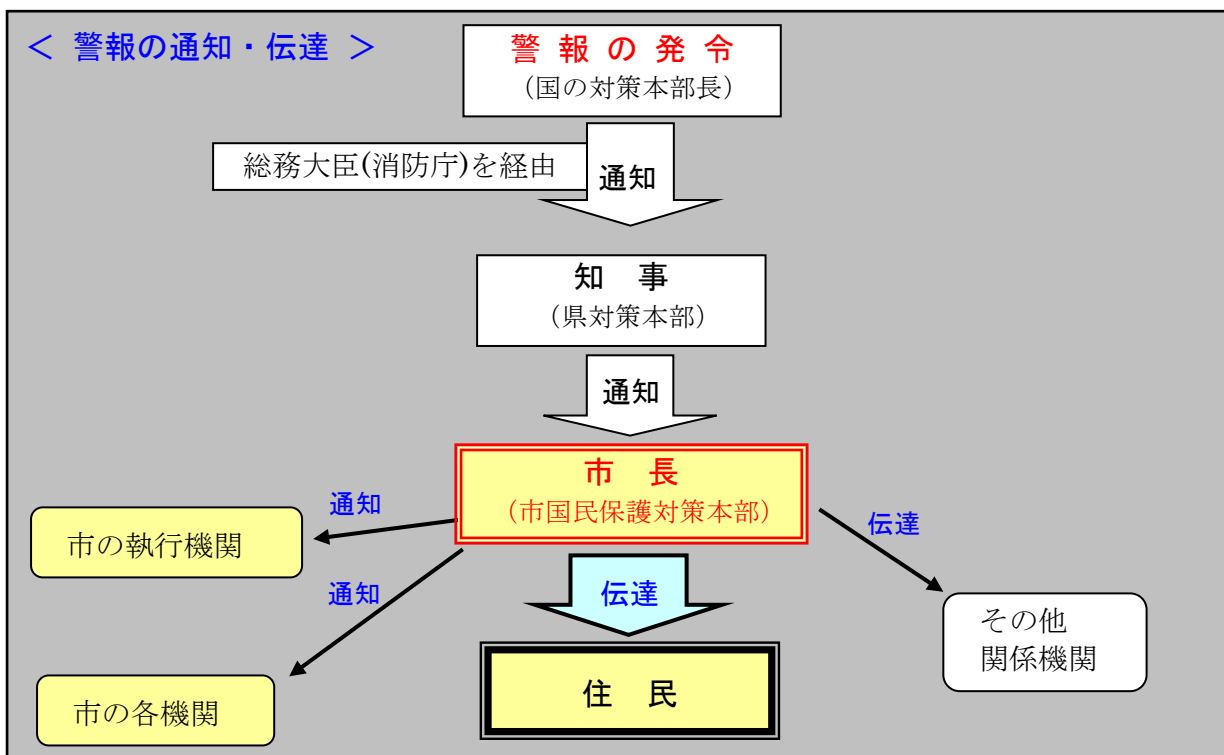 ＜ 警報の通知・伝達 ＞
警 報 の 発 令
（国の対策本部長）
総務大臣(消防庁)を経由
通知
知　事
（県対策本部）
通知
市　長
（市国民保護対策本部）
通知
市の執行機関
通知
市の各機関
伝達
住　民
伝達
その他
関係機関